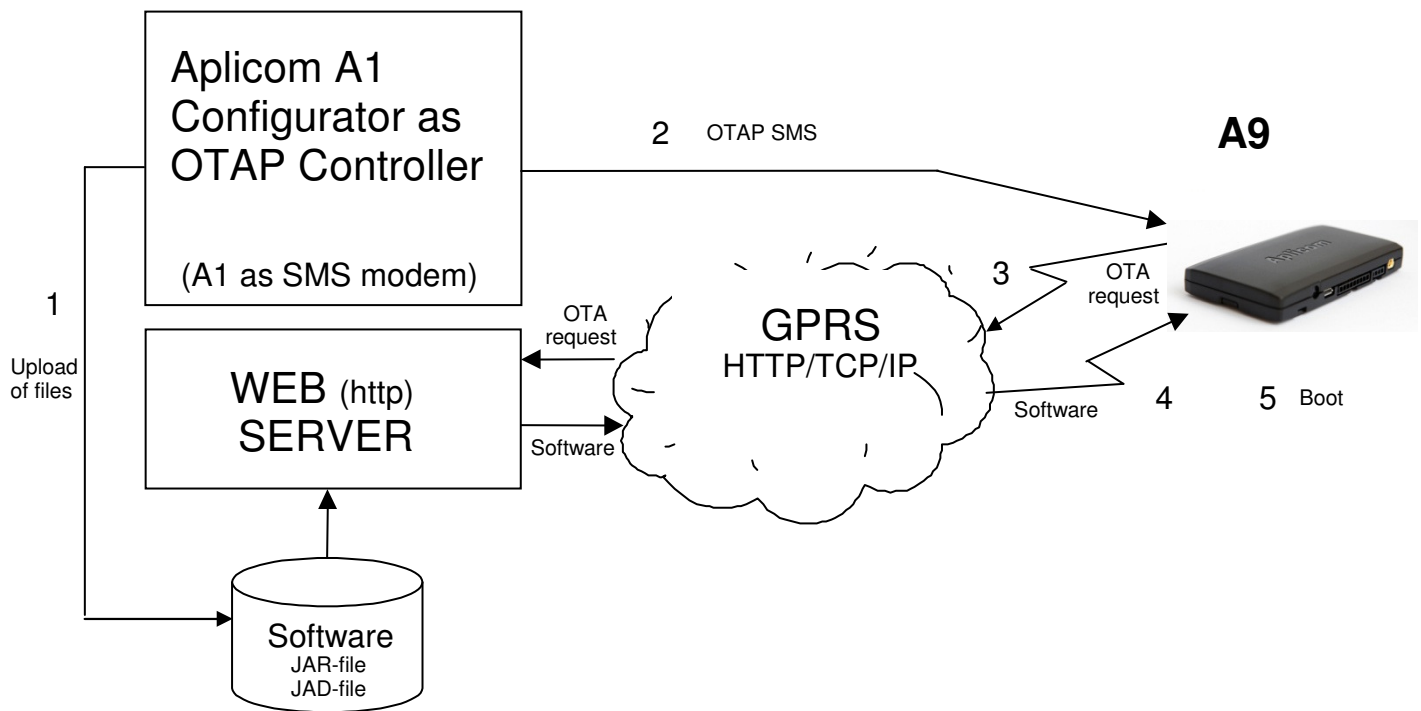 Aplicom A1
Configurator as
OTAP Controller
(A1 as SMS modem)
2 OTAP SMS
A9
Aplicom
1
Upload
of files
3
OTA
request
OTA
request
GPRS
HTTP/TCP/IP
WEB (http)
SERVER
Software
Software
4
5 Boot
Software
JAR-file
JAD-file